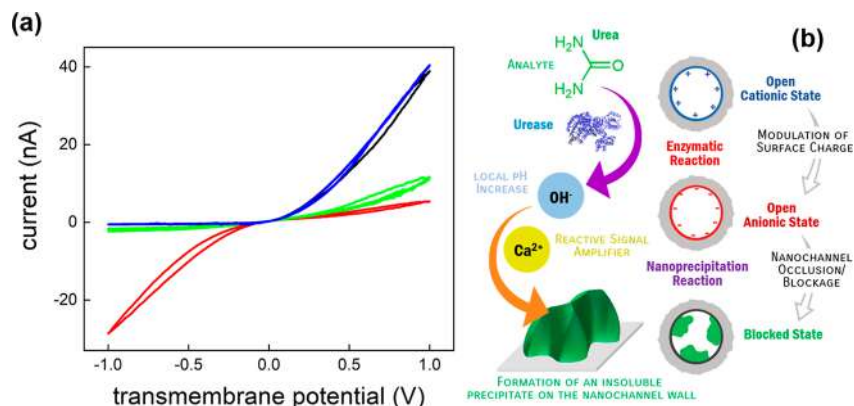 (a)
current (nA)
40
20
0
-20
-1.0
-0.5
0.0
0.5
1.0
transmembrane potential (V)
(b)
Urea
H₂N
ANALYTE
O
H₂N
Urease
LOCAL PH
INCREASE
OH⁻
Ca²⁺
REACTIVE SIGNAL
AMPLIFIER
FORMATION OF AN INSOLUBLE
PRECIPITATE ON THE NANOCHANNEL WALL
Open
Cationic State
Enzymatic
Reaction
MODULATION OF
SURFACE CHARGE
Open
Anionic State
Nanoprecipitation
Reaction
NANOCHANNEL
OCCLUSION/
BLOCKAGE
Blocked State